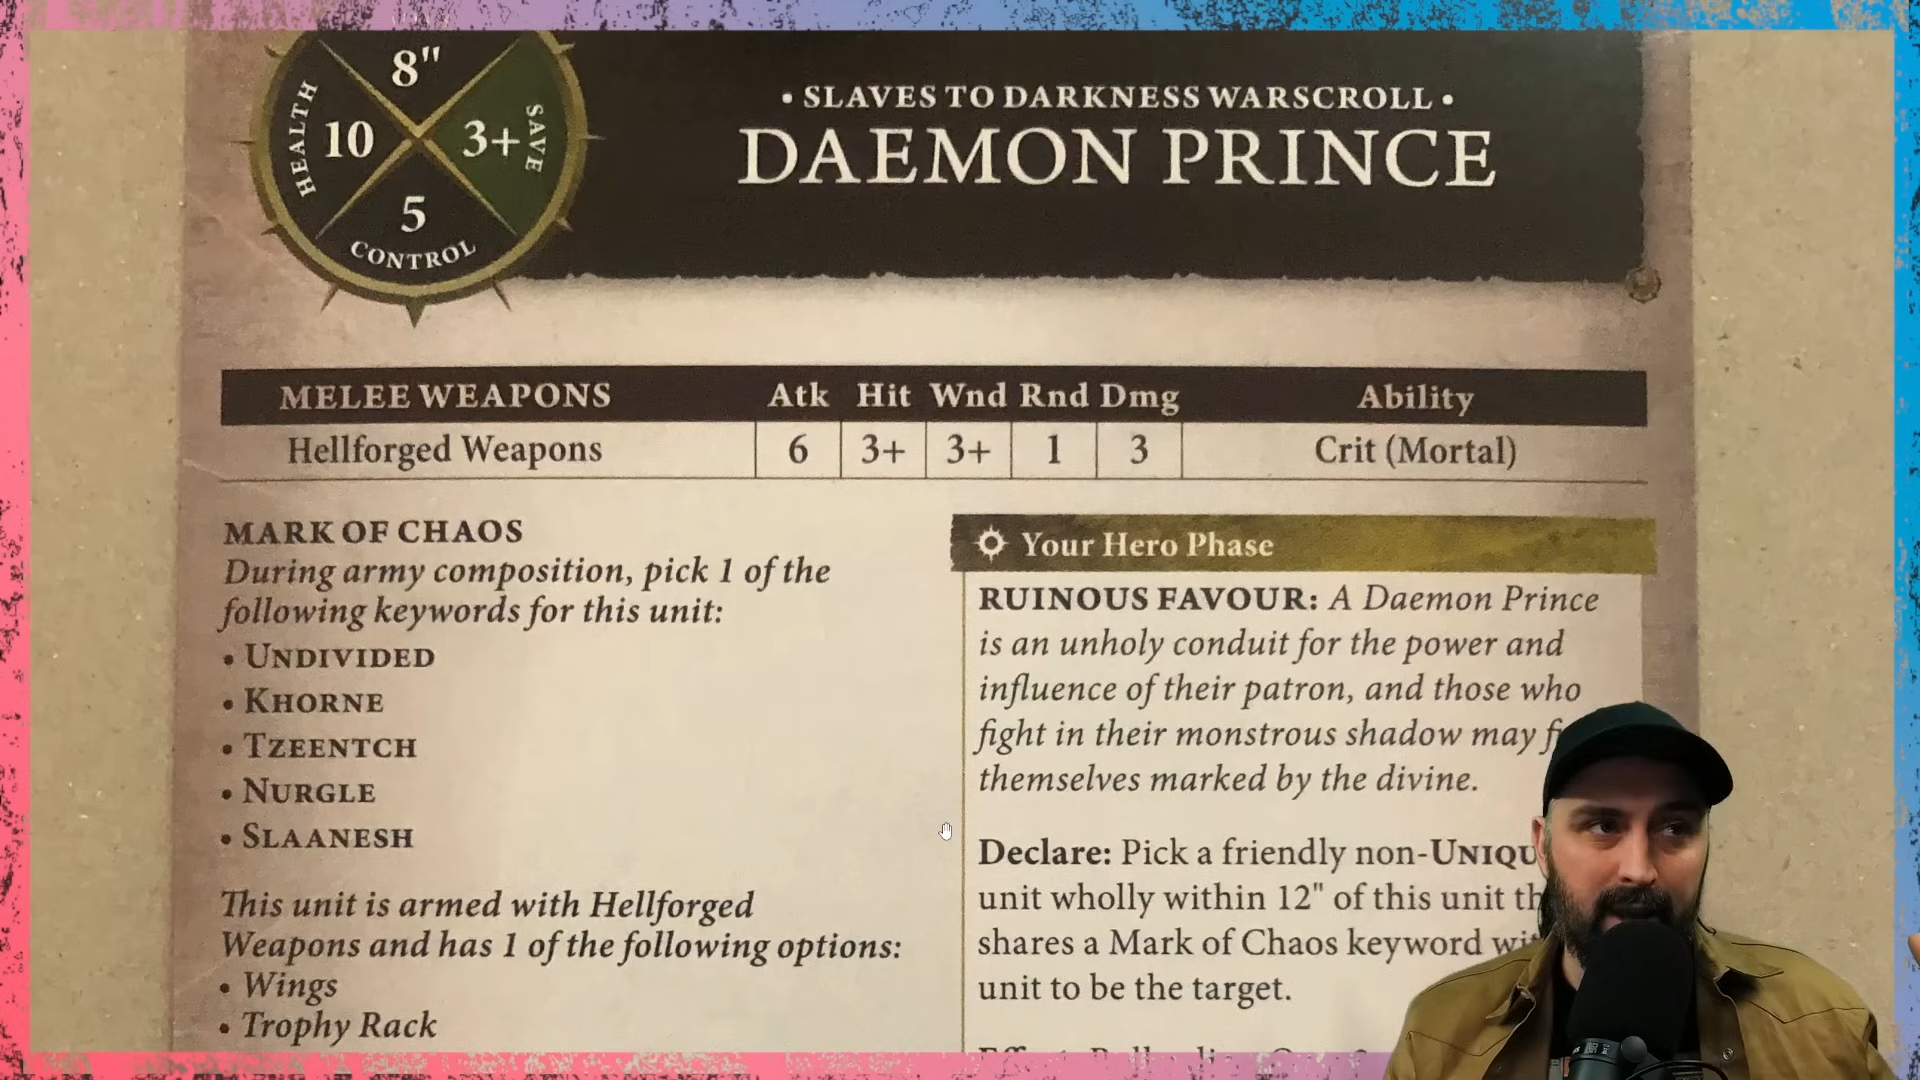 8"
HEALTH
10
3+
SAVE
5
CONTROL
• SLAVES TO DARKNESS WARSCROLL •
DAEMON PRINCE
MELEE WEAPONS Atk Hit Wnd Rnd Dmg Ability
Hellforged Weapons 6 3+ 3+ 1 3 Crit (Mortal)
MARK OF CHAOS
During army composition, pick 1 of the
following keywords for this unit:
• UNDIVIDED
• KHORNE
• TZEENTCH
• NURGLE
• SLAANESH
This unit is armed with Hellforged
Weapons and has 1 of the following options:
• Wings
• Trophy Rack
Your Hero Phase
RUINOUS FAVOUR: A Daemon Prince
is an unholy conduit for the power and
influence of their patron, and those who
fight in their monstrous shadow may
themselves marked by the divine.
Declare: Pick a friendly non-UNIQU
unit wholly within 12" of this unit
shares a Mark of Chaos keyword
unit to be the target.